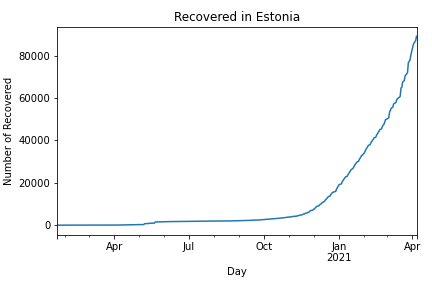 Recovered in Estonia
Number of Recovered
80000
60000
40000
20000
0
Apr Jul Oct Jan Apr
2021
Day